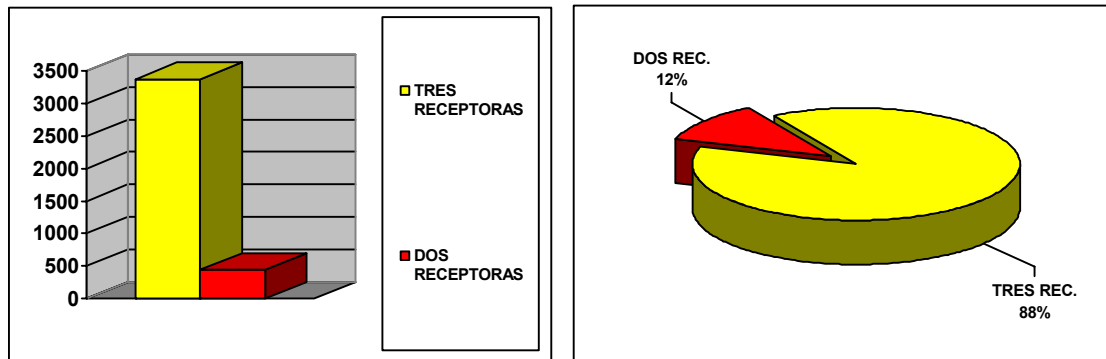 3500
3000
2500
2000
1500
1000
500
0
TRES
RECEPTORAS
DOS
RECEPTORAS
DOS REC.
12%
TRES REC.
88%